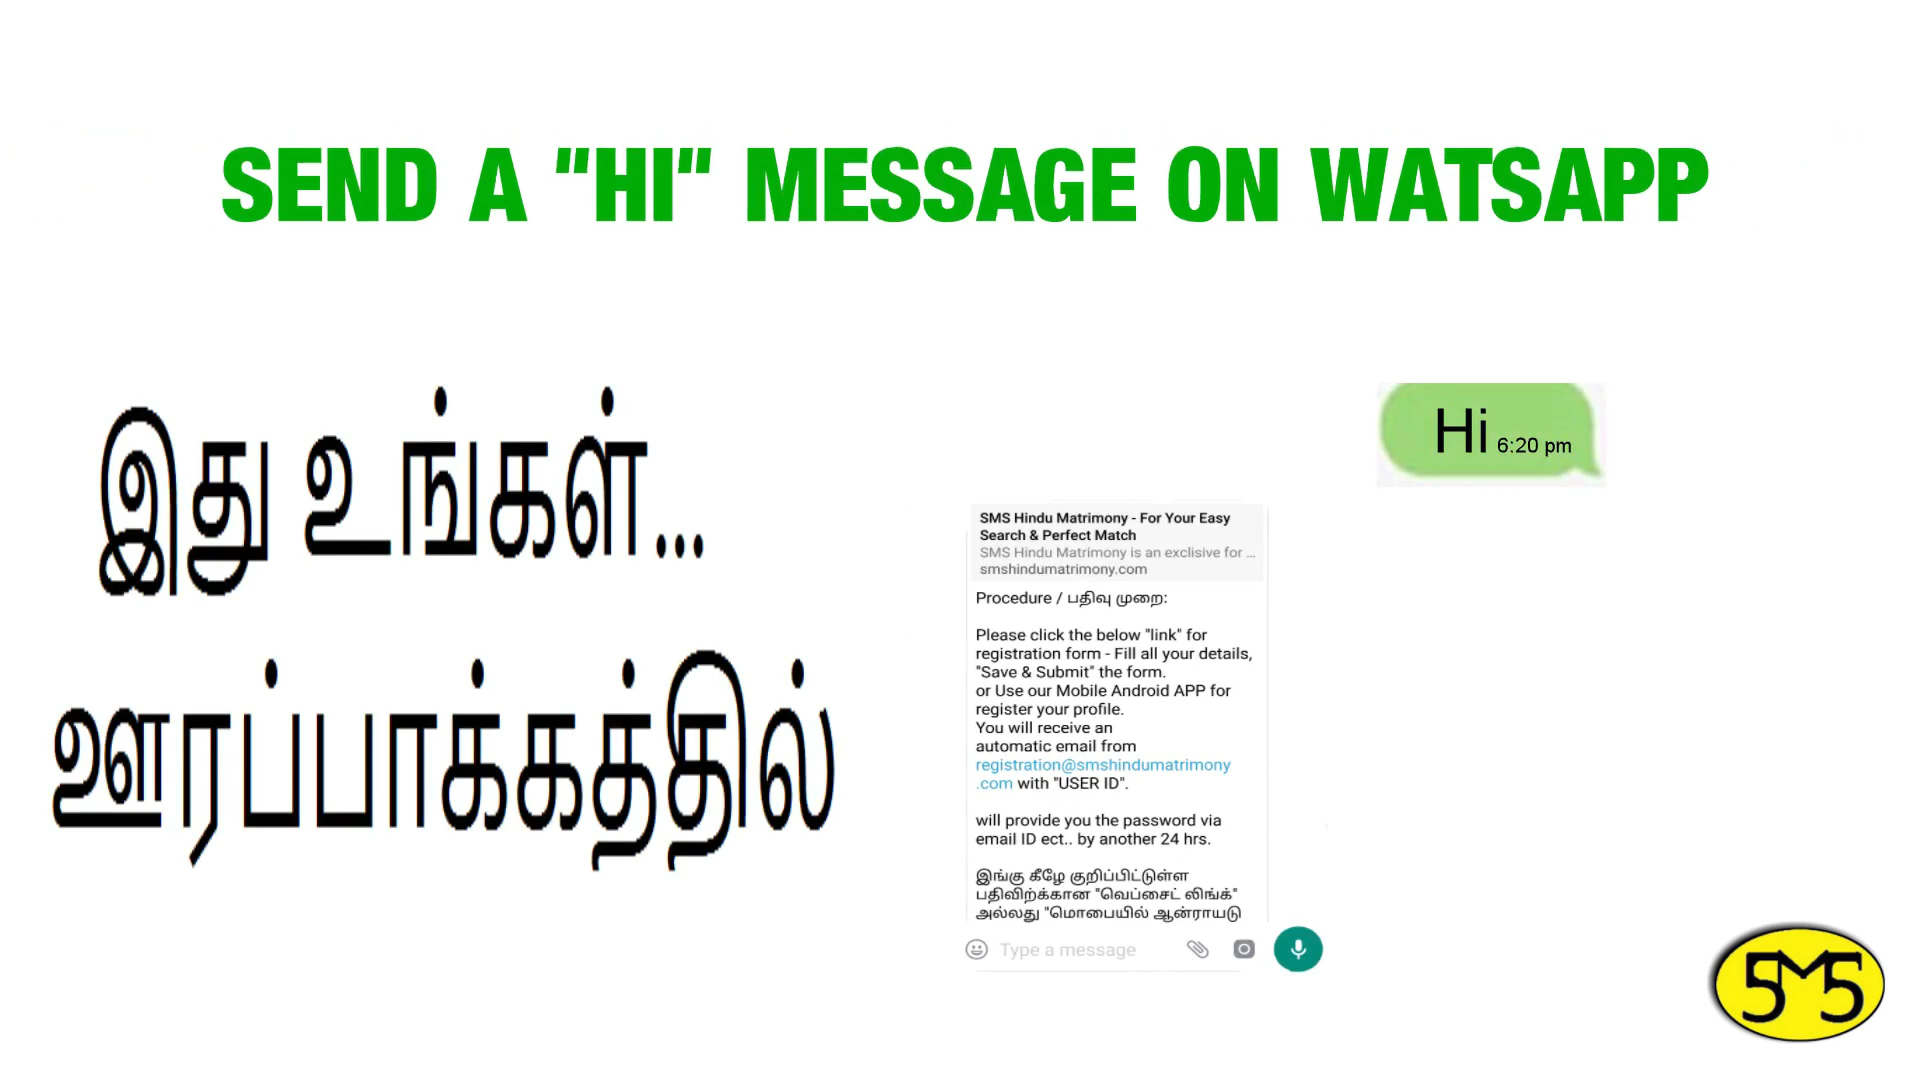 SEND A "HI" MESSAGE ON WATSAPP
இது உங்கள்...
ஊரப்பாக்கத்தில்
Hi 6:20 pm
SMS Hindu Matrimony - For Your Easy
Search & Perfect Match
SMS Hindu Matrimony is an exclisive for ...
smshindumatrimony.com
Procedure / பதிவு முறை:
Please click the below "link" for
registration form - Fill all your details,
"Save & Submit" the form.
or Use our Mobile Android APP for
register your profile.
You will receive an
automatic email from
registration@smshindumatrimony
.com with "USER ID".
will provide you the password via
email ID ect.. by another 24 hrs.
இங்கு கீழே குறிப்பிட்டுள்ள
பதிவிற்க்கான "வெப்சைட் லிங்க்"
அல்லது "மொபையில் ஆன்ராயடு
Type a message
SMS